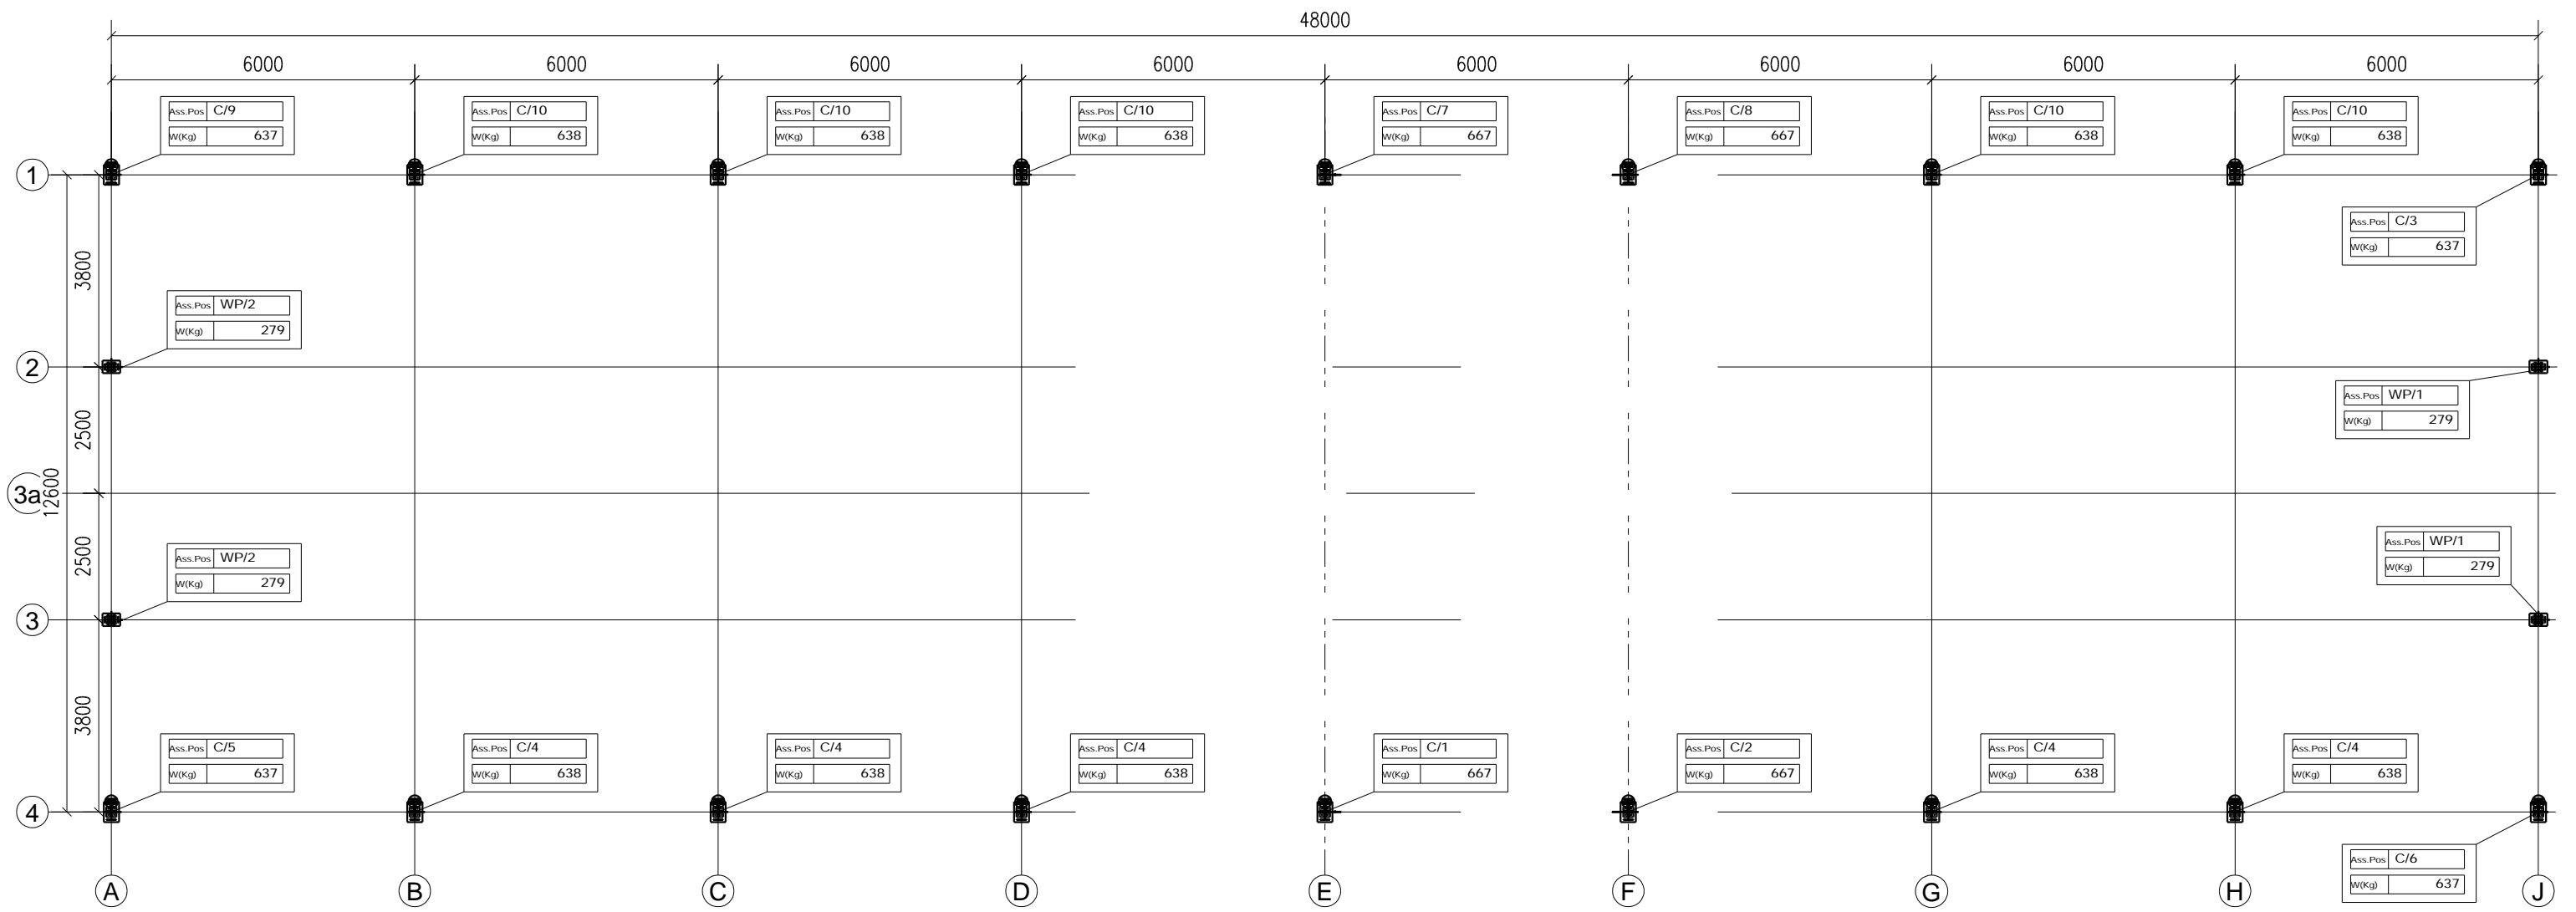 48000
6000 6000 6000 6000 6000 6000 6000 6000
Ass.Pos C/9
W(Kg) 637
Ass.Pos C/10
W(Kg) 638
Ass.Pos C/10
W(Kg) 638
Ass.Pos C/10
W(Kg) 638
Ass.Pos C/7
W(Kg) 667
Ass.Pos C/8
W(Kg) 667
Ass.Pos C/10
W(Kg) 638
Ass.Pos C/10
W(Kg) 638
1
Ass.Pos C/3
W(Kg) 637
3800
Ass.Pos WP/2
W(Kg) 279
2
Ass.Pos WP/1
W(Kg) 279
2500
3a
12600
2500
Ass.Pos WP/2
W(Kg) 279
Ass.Pos WP/1
W(Kg) 279
3
3800
Ass.Pos C/5
W(Kg) 637
Ass.Pos C/4
W(Kg) 638
Ass.Pos C/4
W(Kg) 638
Ass.Pos C/4
W(Kg) 638
Ass.Pos C/1
W(Kg) 667
Ass.Pos C/2
W(Kg) 667
Ass.Pos C/4
W(Kg) 638
Ass.Pos C/4
W(Kg) 638
4
Ass.Pos C/6
W(Kg) 637
A B C D E F G H J